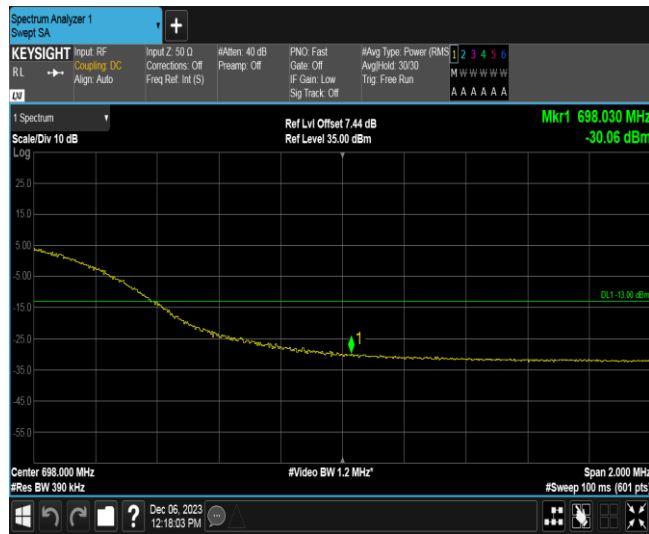 Spectrum Analyzer 1
Swept SA
+
KEYSIGHT Input: RF Input Z: 50 Ω #Atten: 40 dB PNO: Fast #Avg Type: Power (RMS 1 2 3 4 5 6
RL Coupling: DC Corrections: Off Preamp: Off Gate: Off Avg|Hold: 30/30 M W W W W W
Align: Auto Freq Ref: Int (S) IF Gain: Low Trig: Free Run
LXI Sig Track: Off A A A A A A
1 Spectrum Ref Lvl Offset 7.44 dB Mkr1 698.030 MHz
Scale/Div 10 dB Ref Level 35.00 dBm -30.06 dBm
Log
25.0
15.0
5.00
-5.00
DL1 -13.00 dBm
-15.0
-25.0
1
-35.0
-45.0
-55.0
Center 698.000 MHz #Video BW 1.2 MHz* Span 2.000 MHz
#Res BW 390 kHz #Sweep 100 ms (601 pts
? Dec 06, 2023
12:18:03 PM